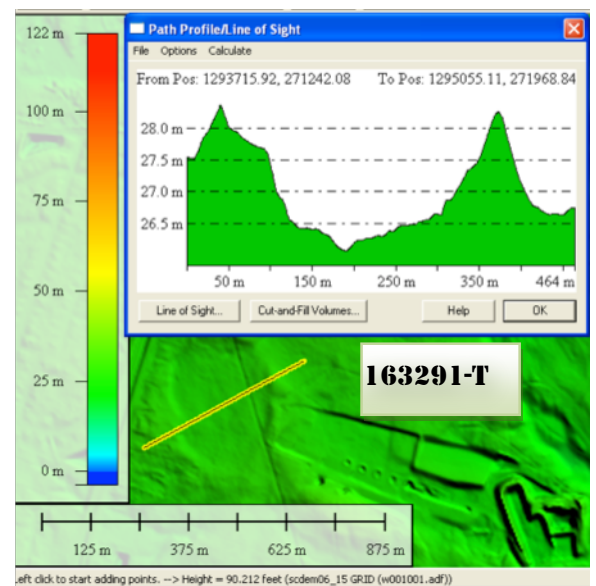 122 m
100 m
75 m
50 m
25 m
0 m
Path Profile/Line of Sight
File Options Calculate
From Pos: 1293715.92, 271242.08 To Pos: 1295055.11, 271968.84
28.0 m
27.5 m
27.0 m
26.5 m
50 m 150 m 250 m 350 m 464 m
Line of Sight... Cut-and-Fill Volumes... Help OK
163291-T
125 m 375 m 625 m 875 m
eft click to start adding points. --> Height = 90.212 feet (scdem06_15 GRID (w001001.adf))